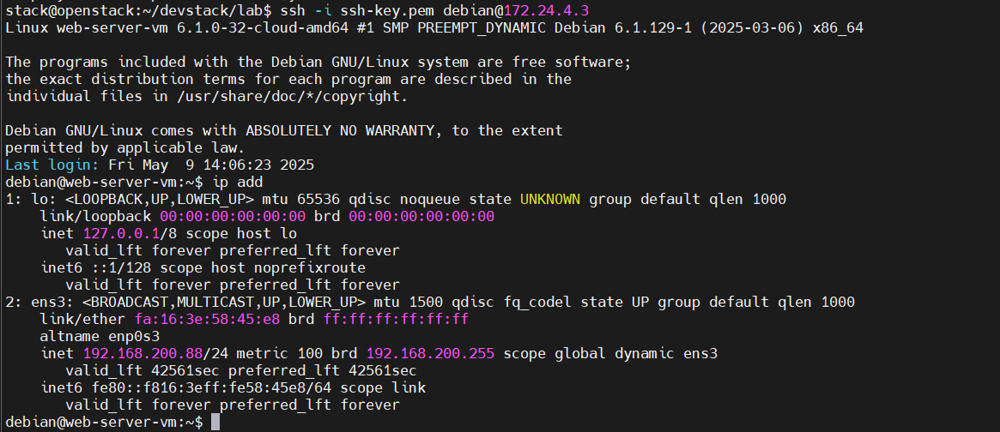 stack@openstack:~/devstack/lab$ ssh -i ssh-key.pem debian@172.24.4.3
Linux web-server-vm 6.1.0-32-cloud-amd64 #1 SMP PREEMPT_DYNAMIC Debian 6.1.129-1 (2025-03-06) x86_64

The programs included with the Debian GNU/Linux system are free software;
the exact distribution terms for each program are described in the
individual files in /usr/share/doc/*/copyright.

Debian GNU/Linux comes with ABSOLUTELY NO WARRANTY, to the extent
permitted by applicable law.
Last login: Fri May  9 14:06:23 2025
debian@web-server-vm:~$ ip add
1: lo: <LOOPBACK,UP,LOWER_UP> mtu 65536 qdisc noqueue state UNKNOWN group default qlen 1000
    link/loopback 00:00:00:00:00:00 brd 00:00:00:00:00:00
    inet 127.0.0.1/8 scope host lo
       valid_lft forever preferred_lft forever
    inet6 ::1/128 scope host noprefixroute
       valid_lft forever preferred_lft forever
2: ens3: <BROADCAST,MULTICAST,UP,LOWER_UP> mtu 1500 qdisc fq_codel state UP group default qlen 1000
    link/ether fa:16:3e:58:45:e8 brd ff:ff:ff:ff:ff:ff
    altname enp0s3
    inet 192.168.200.88/24 metric 100 brd 192.168.200.255 scope global dynamic ens3
       valid_lft 42561sec preferred_lft 42561sec
    inet6 fe80::f816:3eff:fe58:45e8/64 scope link
       valid_lft forever preferred_lft forever
debian@web-server-vm:~$